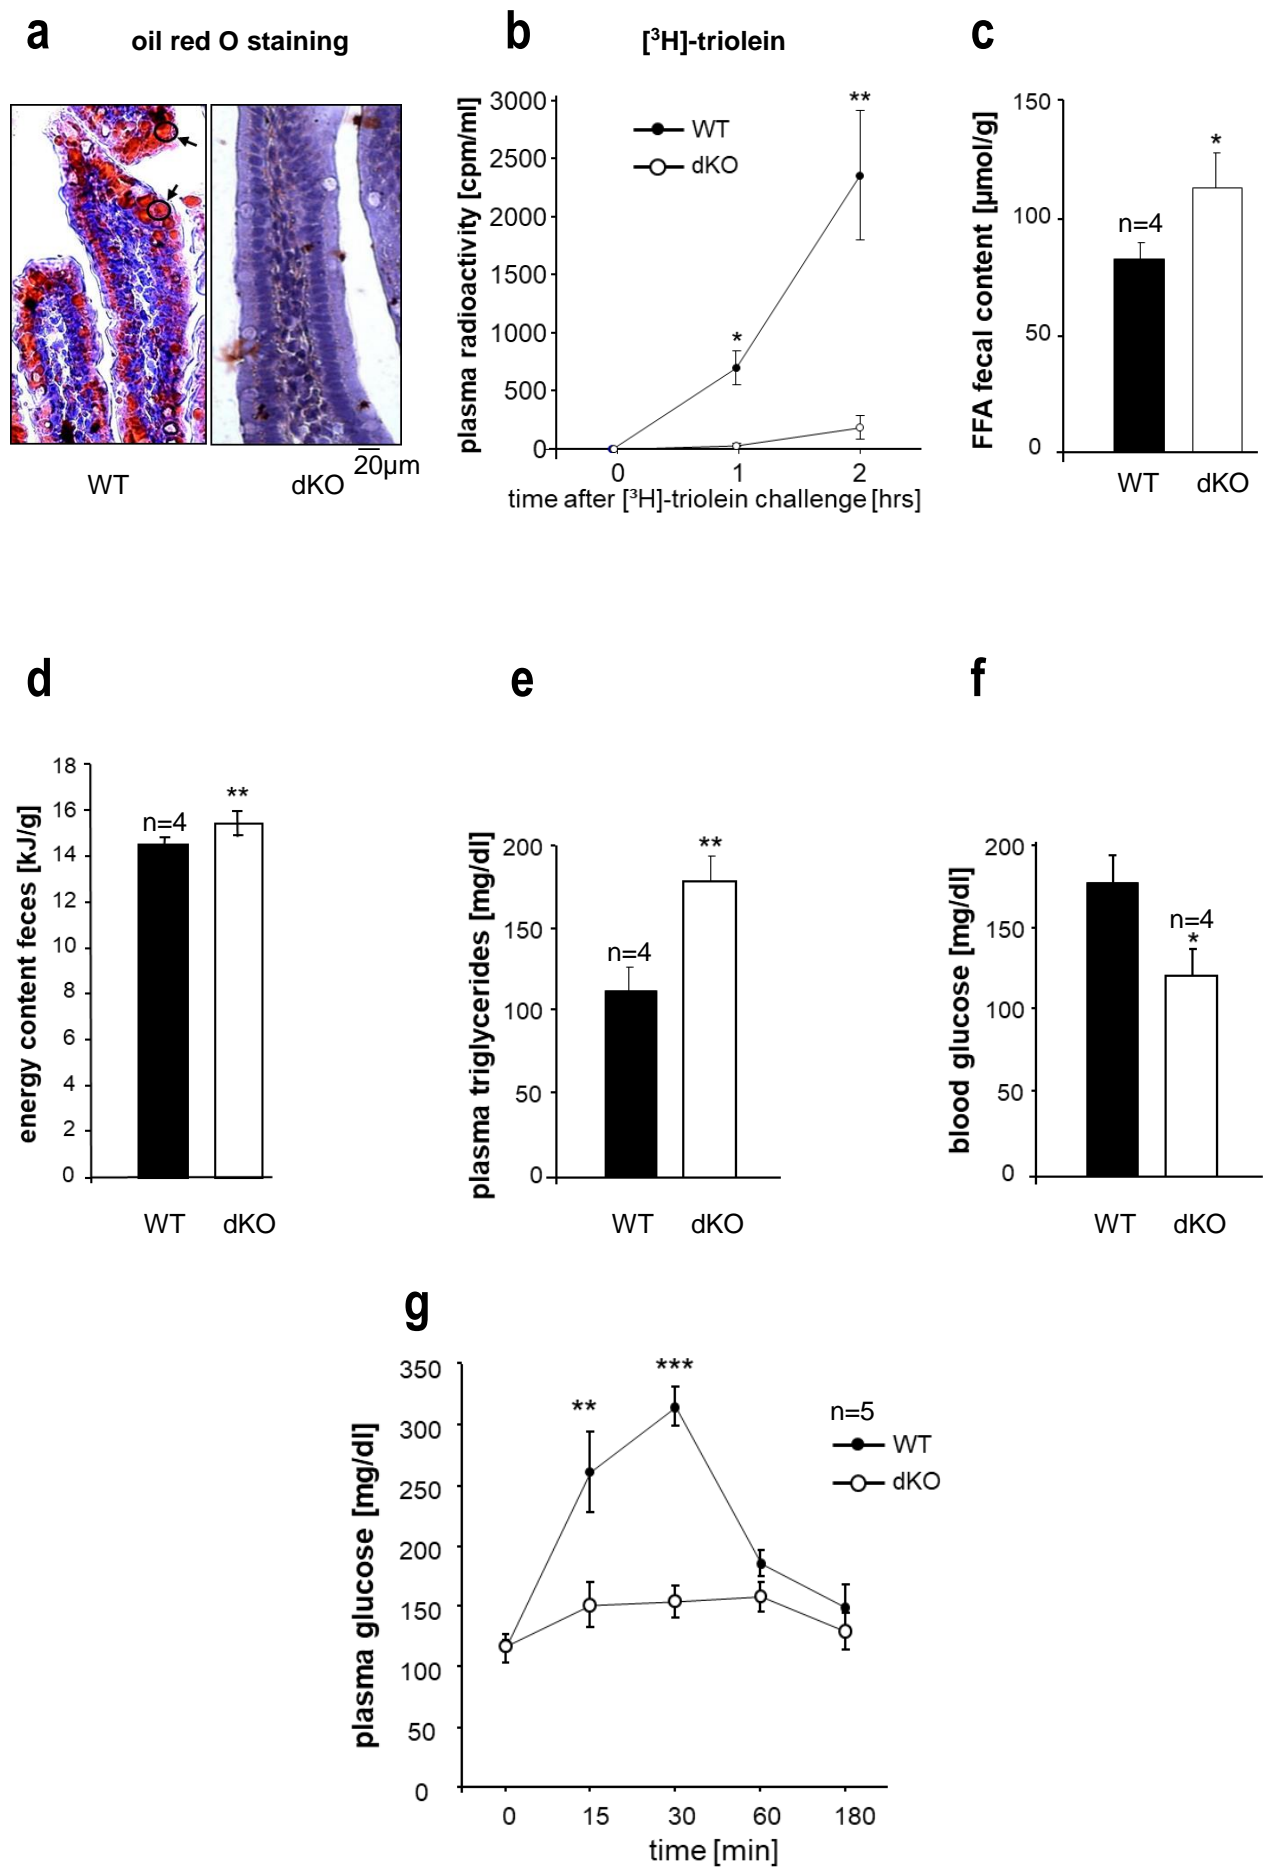 a
oil red O staining
WT
dKO
20µm
b
[³H]-triolein
plasma radioactivity [cpm/ml]
3000
2500
2000
1500
1000
500
0
WT
dKO
*
**
0
1
2
time after [³H]-triolein challenge [hrs]
c
FFA fecal content [µmol/g]
150
100
50
0
n=4
*
WT
dKO
d
energy content feces [kJ/g]
18
16
14
12
10
8
6
4
2
0
n=4
**
WT
dKO
e
plasma triglycerides [mg/dl]
200
150
100
50
0
n=4
**
WT
dKO
f
blood glucose [mg/dl]
200
150
100
50
0
n=4
*
WT
dKO
g
plasma glucose [mg/dl]
350
300
250
200
150
100
50
0
**
***
n=5
WT
dKO
0
15
30
60
180
time [min]